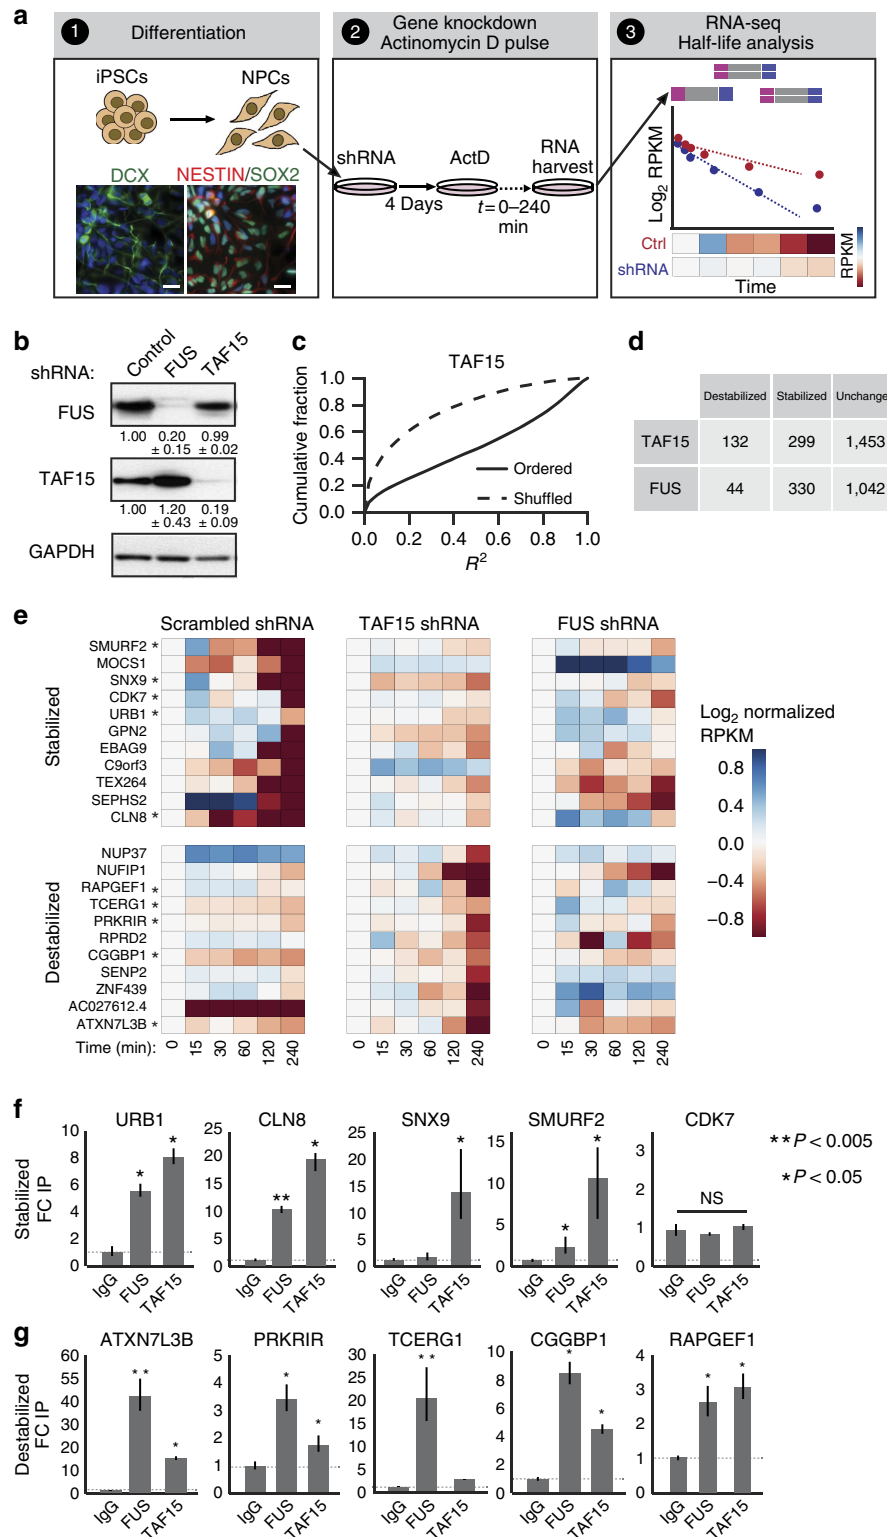 a
1 Differentiation
2 Gene knockdown
Actinomycin D pulse
3 RNA-seq
Half-life analysis
iPSCs
NPCs
DCX
NESTIN/SOX2
shRNA
ActD
RNA
harvest
4 Days
t = 0–240
min
Log2 RPKM
Ctrl
shRNA
Time
RPKM
b
shRNA:
Control
FUS
TAF15
FUS
1.00 0.20 0.99
± 0.15 ± 0.02
TAF15
1.00 1.20 0.19
± 0.43 ± 0.09
GAPDH
c
TAF15
Cumulative fraction
1.0
0.8
0.6
0.4
0.2
0.0
Ordered
Shuffled
0.0 0.2 0.4 0.6 0.8 1.0
R2
d
Destabilized Stabilized Unchange
TAF15 132 299 1,453
FUS 44 330 1,042
e
Scrambled shRNA TAF15 shRNA FUS shRNA
Stabilized
SMURF2 *
MOCS1
SNX9 *
CDK7 *
URB1 *
GPN2
EBAG9
C9orf3
TEX264
SEPHS2
CLN8 *
Destabilized
NUP37
NUFIP1
RAPGEF1 *
TCERG1 *
PRKRIR *
RPRD2
CGGBP1 *
SENP2
ZNF439
AC027612.4
ATXN7L3B *
Time (min): 0 15 30 60 120 240 0 15 30 60 120 240 0 15 30 60 120 240
Log2 normalized
RPKM
0.8
0.4
0.0
−0.4
−0.8
f
Stabilized
FC IP
URB1
10
8
6
4
2
0
* *
IgG FUS TAF15
CLN8
25
20
15
10
5
0
** *
IgG FUS TAF15
SNX9
25
20
15
10
5
0
*
IgG FUS TAF15
SMURF2
15
10
5
0
* *
IgG FUS TAF15
CDK7
3
2
1
0
NS
IgG FUS TAF15
**P < 0.005
*P < 0.05
g
Destabilized
FC IP
ATXN7L3B
60
55
45
30
20
10
0
** *
IgG FUS TAF15
PRKRIR
5
4
3
2
1
0
* *
IgG FUS TAF15
TCERG1
30
25
20
15
10
5
0
**
IgG FUS TAF15
CGGBP1
10
8
6
4
2
0
* *
IgG FUS TAF15
RAPGEF1
4
3
2
1
0
* *
IgG FUS TAF15